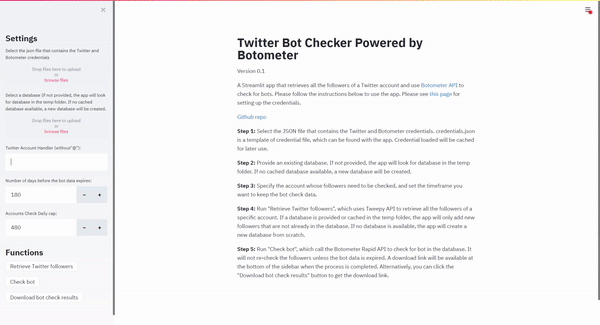 Settings
Select the json file that contains the Twitter and
Botometer credentials
Drop files here to upload
or
browse files
Select a database (if not provided, the app will look
for database in the temp folder. If no cached
database available, a new database will be created.
Drop files here to upload
or
browse files
Twitter Account Handler (without'@'):
Number of days before the bot data expires:
180
Accounts Check Daily cap:
480
Functions
Retrieve Twitter followers
Check bot
Download bot check results
Twitter Bot Checker Powered by
Botometer
Version 0.1
A Streamlit app that retrieves all the followers of a Twitter account and use Botometer API to
check for bots. Please follow the instructions below to use the app. Please see this page for
setting up the credentials.
Github repo
Step 1: Select the JSON file that contains the Twitter and Botometer credentials. credentials.json
is a template of credential file, which can be found with the app. Credential loaded will be cached
for later use.
Step 2: Provide an existing database. If not provided, the app will look for database in the temp
folder. If no cached database available, a new database will be created.
Step 3: Specify the account whose followers need to be checked, and set the timeframe you
want to keep the bot check data.
Step 4: Run "Retrieve Twitter followers", which uses Tweepy API to retrieve all the followers of a
specific account. If a database is provided or cached in the temp folder, the app will only add new
followers that not already in the database. If no database is available, the app will create a
new database from scratch.
Step 5: Run "Check bot", which call the Botometer Rapid API to check for bot in the database. It
will not re-check the followers unless the bot data is expired. A download link will be available at
the bottom of the sidebar when the process is completed. Alternatively, you can click the
"Download bot check results" button to get the download link.